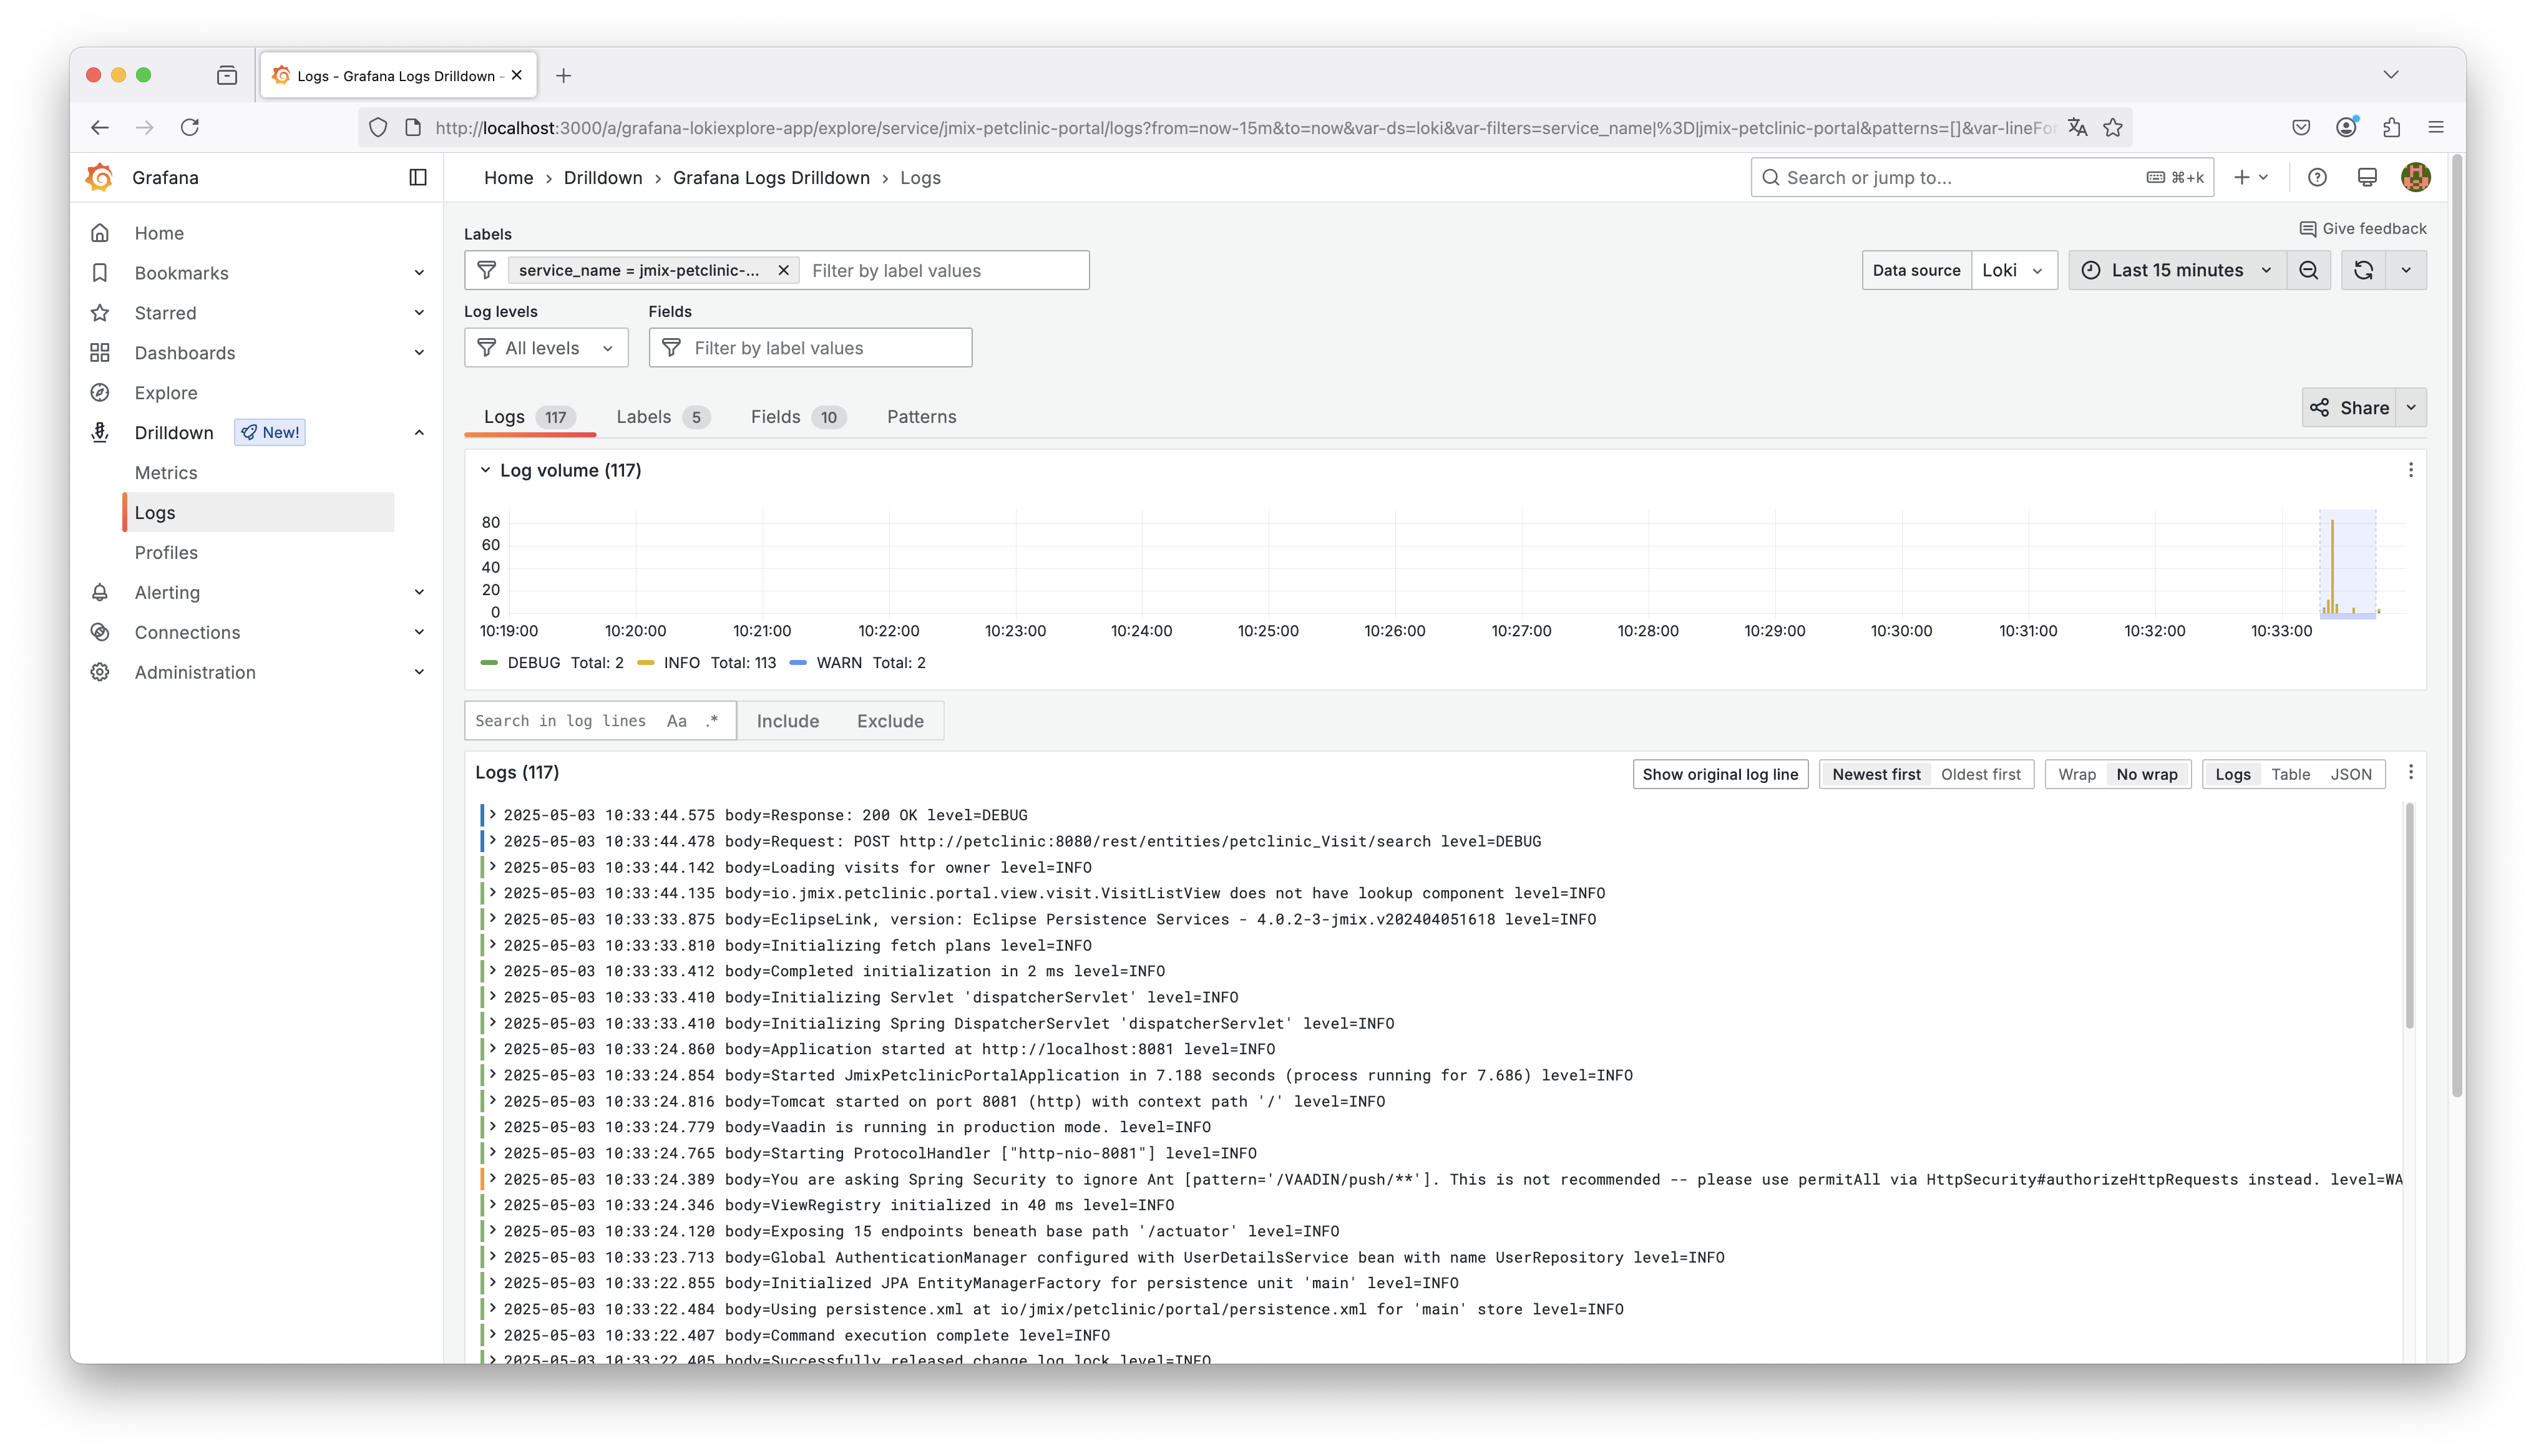 Logs - Grafana Logs Drilldown -
http://localhost:3000/a/grafana-lokiexplore-app/explore/service/jmix-petclinic-portal/logs?from=now-15m&to=now&var-ds=loki&var-filters=service_name|%3D|jmix-petclinic-portal&patterns=[]&var-lineFor
Grafana
Home › Drilldown › Grafana Logs Drilldown › Logs
Search or jump to... ⌘+k
Home
Bookmarks
Starred
Dashboards
Explore
Drilldown New!
Metrics
Logs
Profiles
Alerting
Connections
Administration
Give feedback
Labels
service_name = jmix-petclinic-... Filter by label values
Data source Loki Last 15 minutes
Log levels Fields
All levels Filter by label values
Logs 117 Labels 5 Fields 10 Patterns
Share
Log volume (117)
80
60
40
20
0
10:19:00 10:20:00 10:21:00 10:22:00 10:23:00 10:24:00 10:25:00 10:26:00 10:27:00 10:28:00 10:29:00 10:30:00 10:31:00 10:32:00 10:33:00
DEBUG Total: 2 INFO Total: 113 WARN Total: 2
Search in log lines Aa .* Include Exclude
Logs (117)
Show original log line Newest first Oldest first Wrap No wrap Logs Table JSON
2025-05-03 10:33:44.575 body=Response: 200 OK level=DEBUG
2025-05-03 10:33:44.478 body=Request: POST http://petclinic:8080/rest/entities/petclinic_Visit/search level=DEBUG
2025-05-03 10:33:44.142 body=Loading visits for owner level=INFO
2025-05-03 10:33:44.135 body=io.jmix.petclinic.portal.view.visit.VisitListView does not have lookup component level=INFO
2025-05-03 10:33:33.875 body=EclipseLink, version: Eclipse Persistence Services - 4.0.2-3-jmix.v202404051618 level=INFO
2025-05-03 10:33:33.810 body=Initializing fetch plans level=INFO
2025-05-03 10:33:33.412 body=Completed initialization in 2 ms level=INFO
2025-05-03 10:33:33.410 body=Initializing Servlet 'dispatcherServlet' level=INFO
2025-05-03 10:33:33.410 body=Initializing Spring DispatcherServlet 'dispatcherServlet' level=INFO
2025-05-03 10:33:24.860 body=Application started at http://localhost:8081 level=INFO
2025-05-03 10:33:24.854 body=Started JmixPetclinicPortalApplication in 7.188 seconds (process running for 7.686) level=INFO
2025-05-03 10:33:24.816 body=Tomcat started on port 8081 (http) with context path '/' level=INFO
2025-05-03 10:33:24.779 body=Vaadin is running in production mode. level=INFO
2025-05-03 10:33:24.765 body=Starting ProtocolHandler ["http-nio-8081"] level=INFO
2025-05-03 10:33:24.389 body=You are asking Spring Security to ignore Ant [pattern='/VAADIN/push/**']. This is not recommended -- please use permitAll via HttpSecurity#authorizeHttpRequests instead. level=WA
2025-05-03 10:33:24.346 body=ViewRegistry initialized in 40 ms level=INFO
2025-05-03 10:33:24.120 body=Exposing 15 endpoints beneath base path '/actuator' level=INFO
2025-05-03 10:33:23.713 body=Global AuthenticationManager configured with UserDetailsService bean with name UserRepository level=INFO
2025-05-03 10:33:22.855 body=Initialized JPA EntityManagerFactory for persistence unit 'main' level=INFO
2025-05-03 10:33:22.484 body=Using persistence.xml at io/jmix/petclinic/portal/persistence.xml for 'main' store level=INFO
2025-05-03 10:33:22.407 body=Command execution complete level=INFO
2025-05-03 10:33:22.405 body=Successfully released change log lock level=INFO